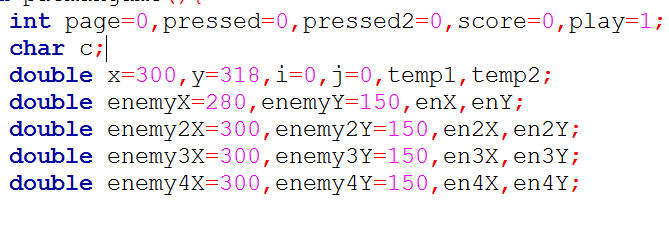 int page=0,pressed=0,pressed2=0,score=0,play=1;
char c;
double x=300,y=318,i=0,j=0,temp1,temp2;
double enemyX=280,enemyY=150,enX,enY;
double enemy2X=300,enemy2Y=150,en2X,en2Y;
double enemy3X=300,enemy3Y=150,en3X,en3Y;
double enemy4X=300,enemy4Y=150,en4X,en4Y;